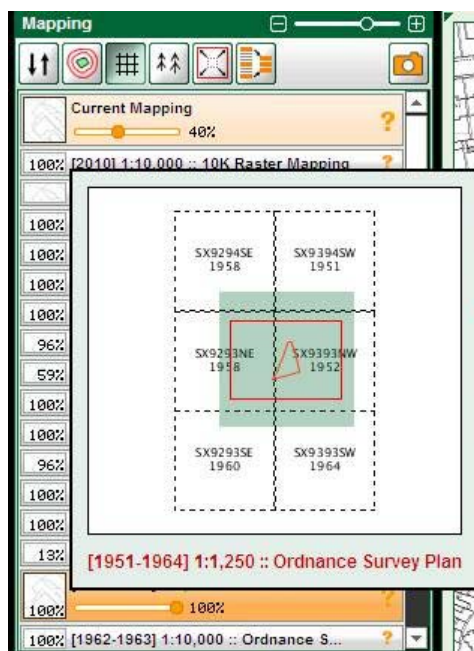 Mapping
Current Mapping
40%
?
100% [2010] 1:10,000 :: 10K Raster Mapping ?
100%
100%
100%
100%
96%
59%
100%
100%
96%
100%
100%
13%
SX9294SE SX9394SW
1958 1951
SX9293NE SX9393NW
1958 1952
SX9293SE SX9393SW
1960 1964
[1951-1964] 1:1,250 :: Ordnance Survey Plan
100% 100%
100% [1962-1963] 1:10,000 :: Ordnance S... ?